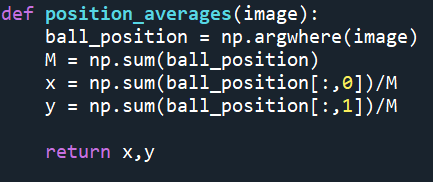 def position_averages(image):
    ball_position = np.argwhere(image)
    M = np.sum(ball_position)
    x = np.sum(ball_position[:,0])/M
    y = np.sum(ball_position[:,1])/M
    return x,y